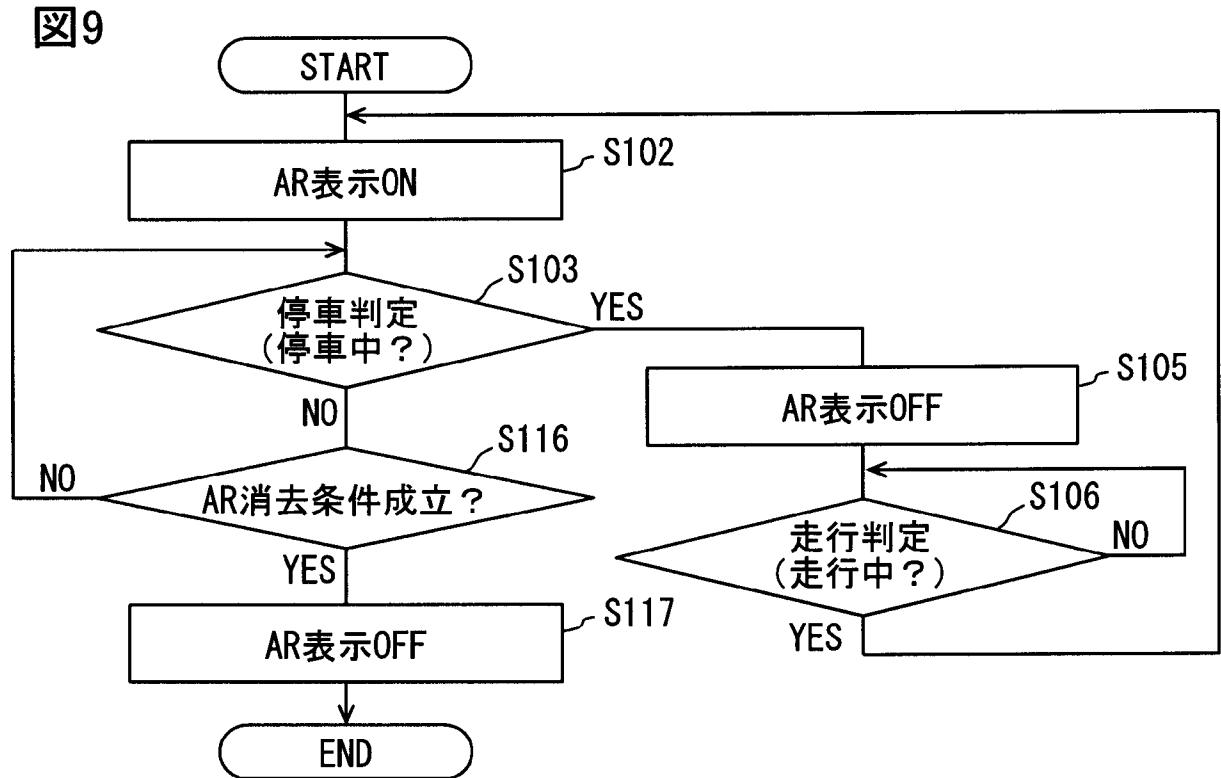 図9
START
AR表示ON
S102
停車判定
(停車中?)
S103
YES
NO
AR表示OFF
S105
AR消去条件成立?
S116
NO
YES
走行判定
(走行中?)
S106
NO
YES
AR表示OFF
S117
END